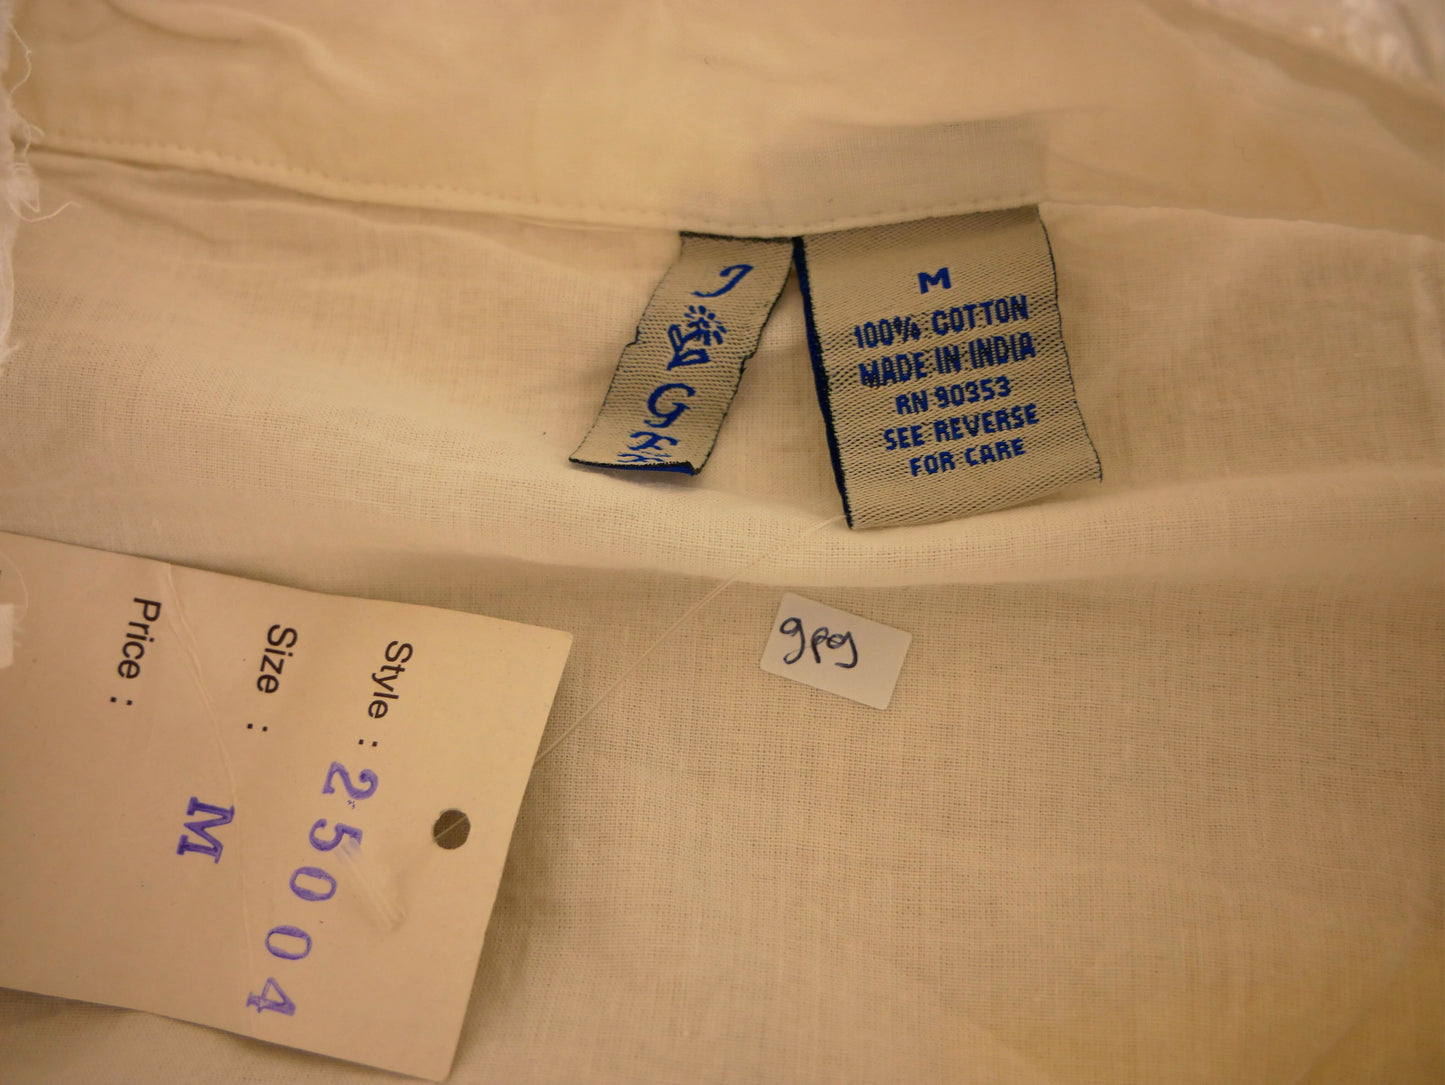 J
G
M
100% COTTON
MADE IN INDIA
RN 90353
SEE REVERSE
FOR CARE
Style : 25004
Size : M
Price :